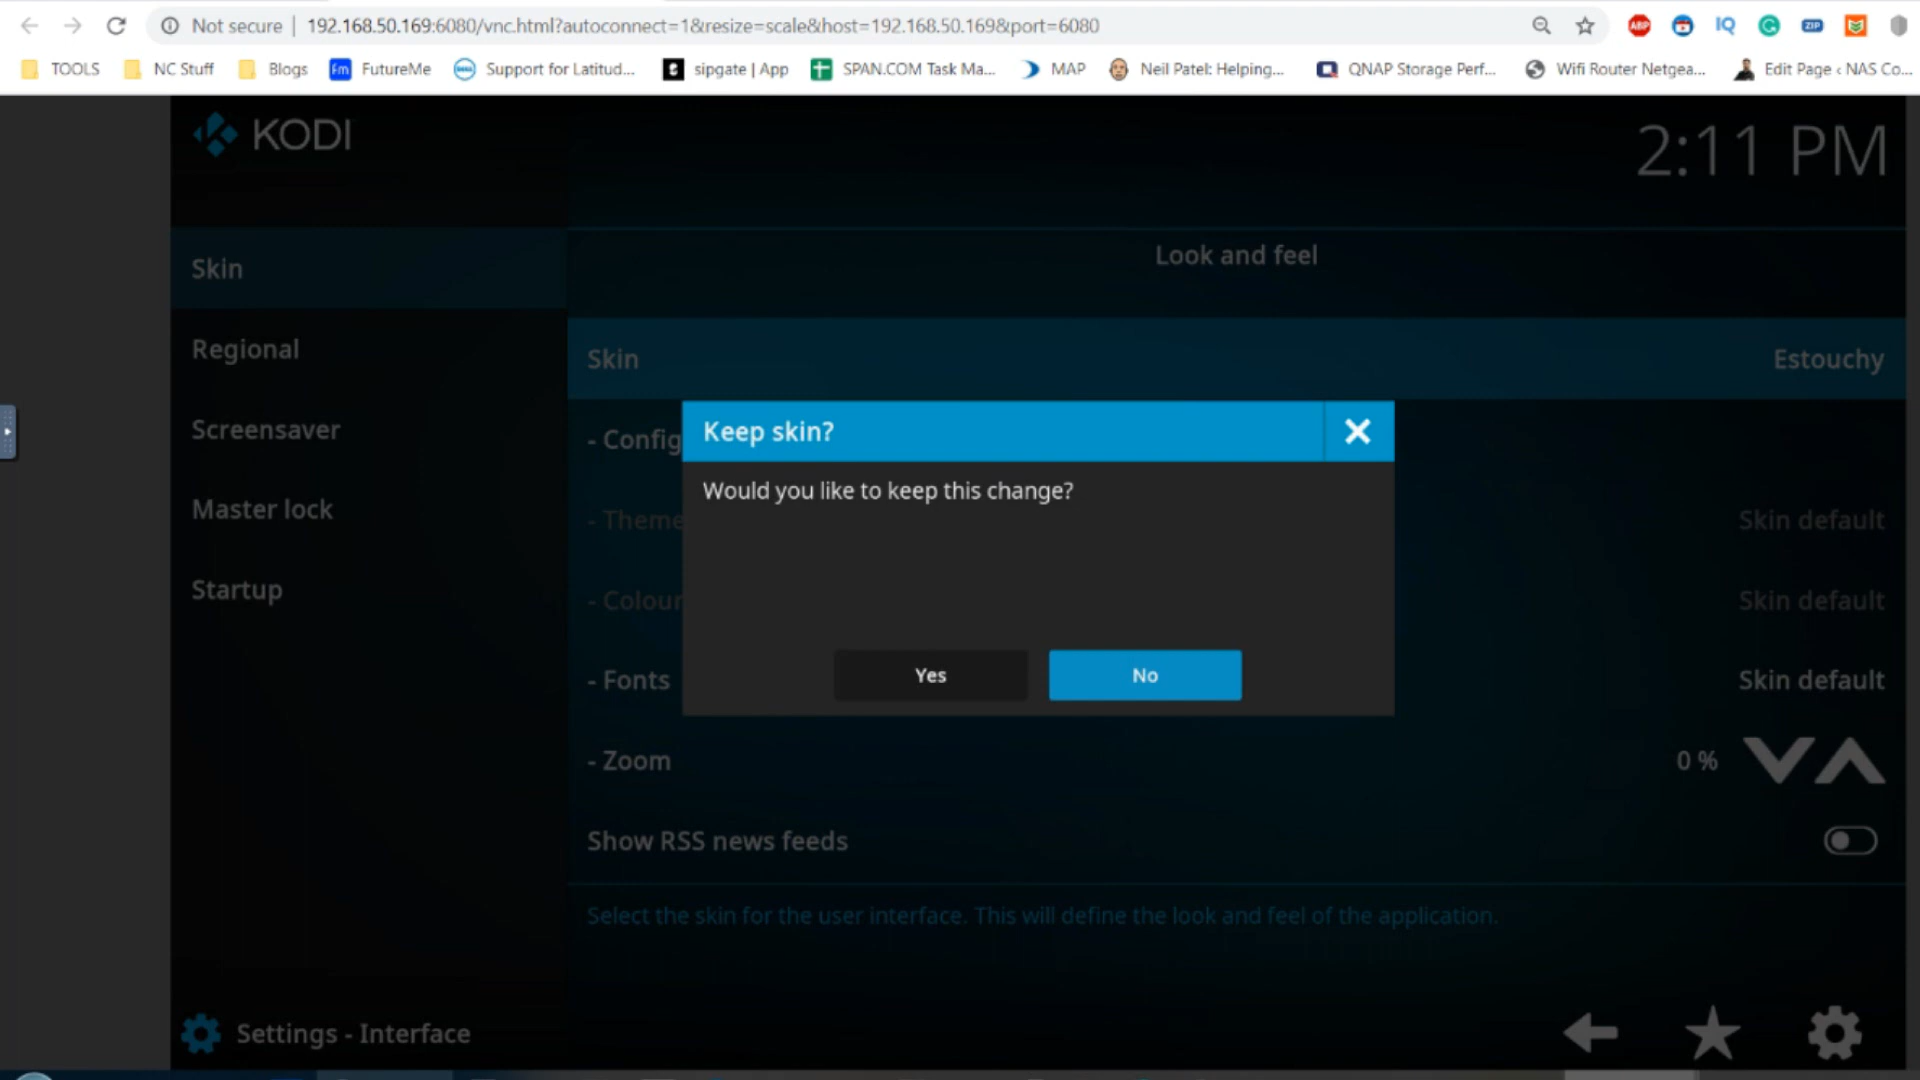 Not secure | 192.168.50.169:6080/vnc.html?autoconnect=1&resize=scale&host=192.168.50.169&port=6080
ABP
IQ
ZIP
TOOLS
NC Stuff
Blogs
Fm FutureMe
Support for Latitud...
sipgate | App
SPAN.COM Task Ma...
MAP
Neil Patel: Helping...
QNAP Storage Perf...
Wifi Router Netgea...
Edit Page ‹ NAS Co...
KODI
2:11 PM
Skin
Look and feel
Regional
Skin
Estouchy
Screensaver
- Config
Keep skin?
Would you like to keep this change?
Master lock
- Theme
Skin default
Startup
- Colour
Skin default
Yes
No
- Fonts
Skin default
- Zoom
0 %
Show RSS news feeds
Select the skin for the user interface. This will define the look and feel of the application.
Settings - Interface